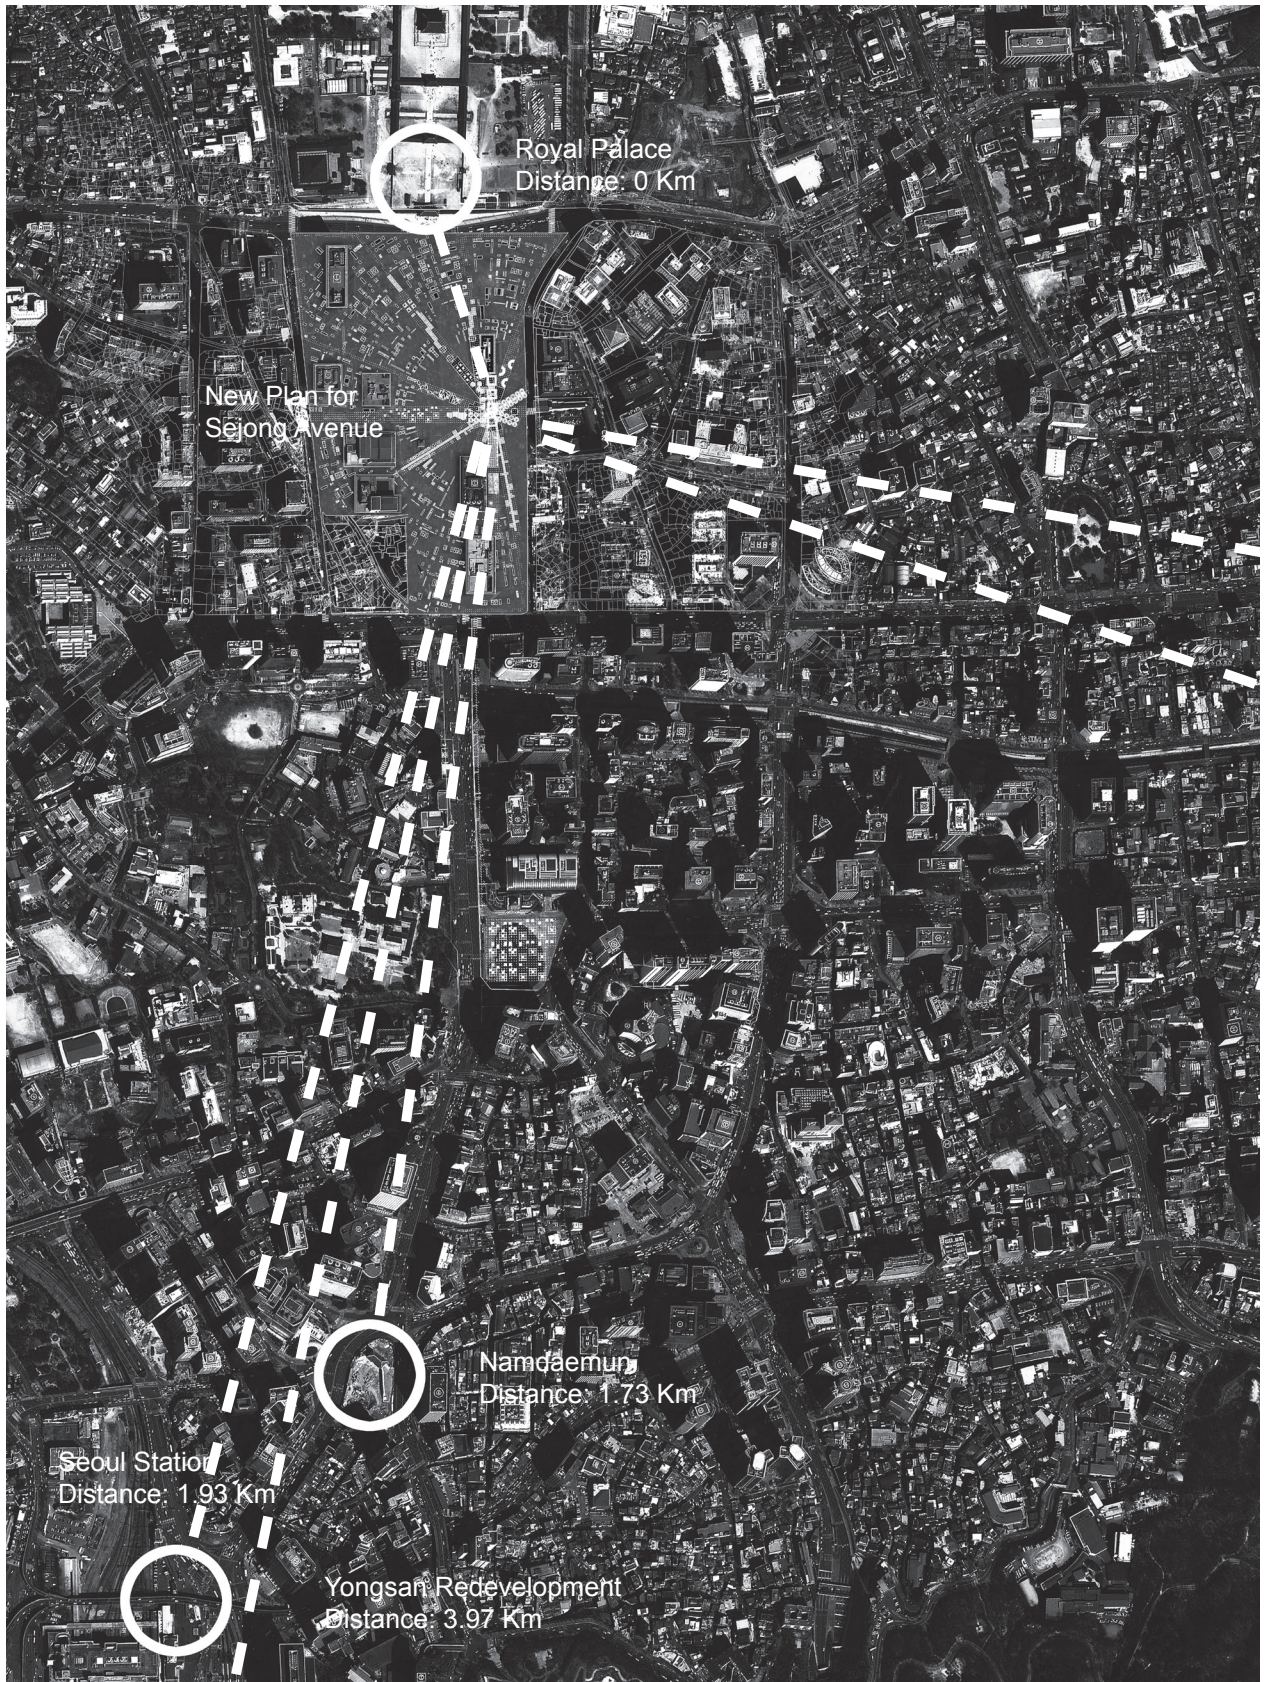 Royal Palace
Distance: 0 Km
New Plan for
Sejong Avenue
Namdaemun
Distance: 1.73 Km
Seoul Station
Distance: 1.93 Km
Yongsan Redevelopment
Distance: 3.97 Km